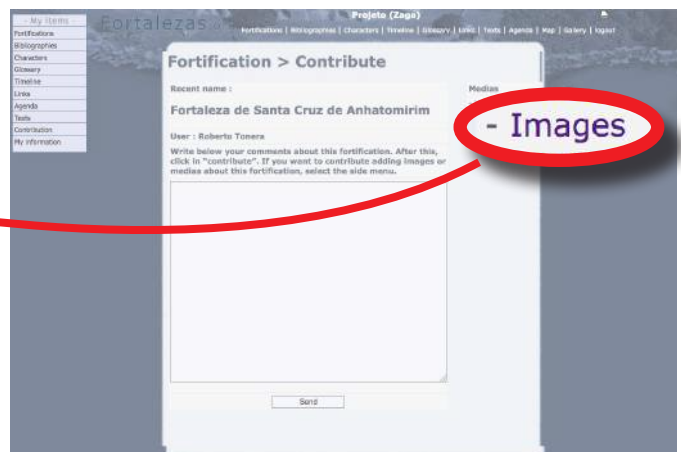 - My Items -
Fortifications
Bibliographies
Characters
Glossary
Timeline
Links
Agenda
Texts
Contribution
My information
Fortalezas
Projeto (Zaga)
Fortifications | Bibliographies | Characters | Timeline | Glossary | Links | Texts | Agenda | Map | Gallery | logout
Fortification > Contribute
Recent name :
Fortaleza de Santa Cruz de Anhatomirim
User : Roberto Tonera
Write below your comments about this fortification. After this,
click in "contribute". If you want to contribute adding images or
medias about this fortification, select the side menu.
Send
Medias
- Images